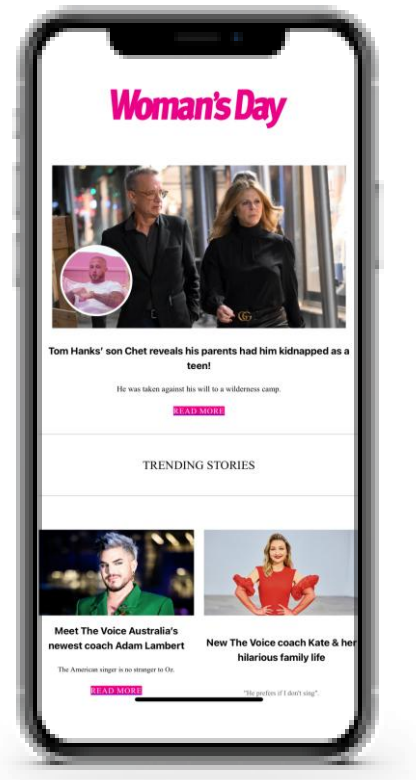 Woman's Day
Tom Hanks' son Chet reveals his parents had him kidnapped as a
teen!
He was taken against his will to a wilderness camp.
READ MORE
TRENDING STORIES
Meet The Voice Australia's
newest coach Adam Lambert
The American singer is no stranger to Oz.
READ MORE
New The Voice coach Kate & her
hilarious family life
"He prefers if I don't sing".